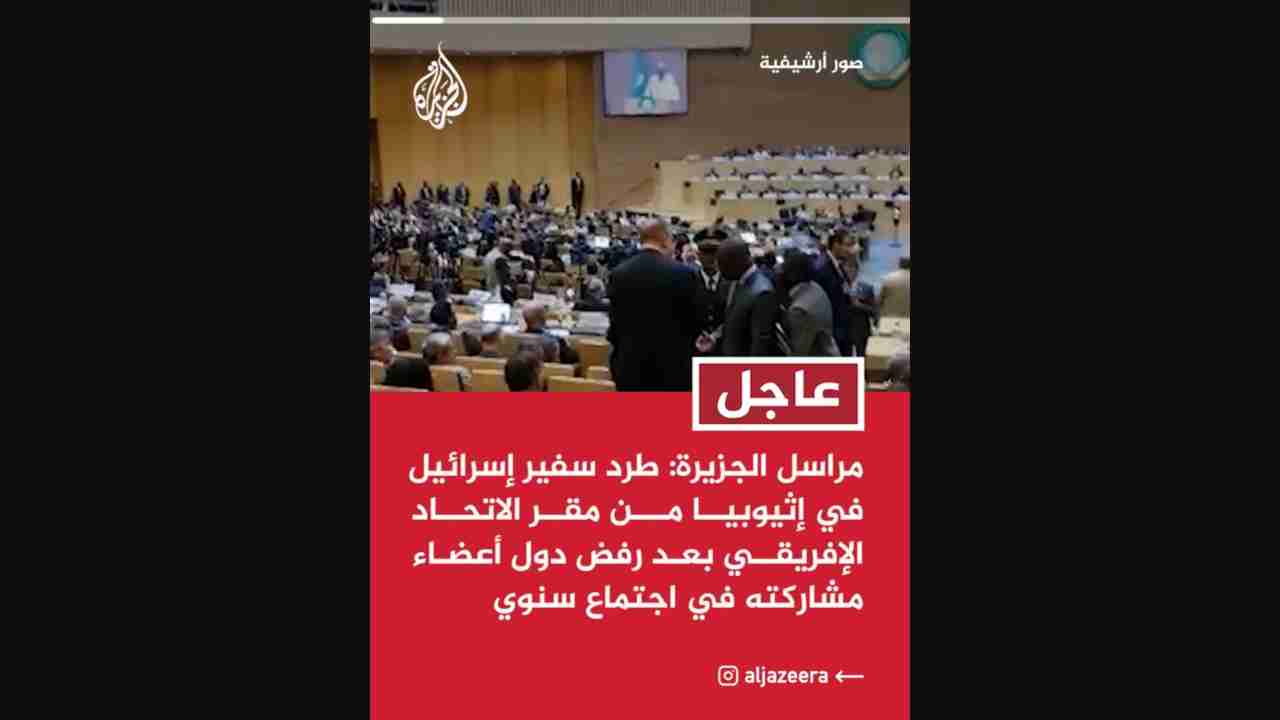 صور أرشيفية
الجزيرة
عاجل
مراسل الجزيرة: طرد سفير إسرائيل
في إثيوبيا من مقر الاتحاد
الإفريقي بعد رفض دول أعضاء
مشاركته في اجتماع سنوي
aljazeera